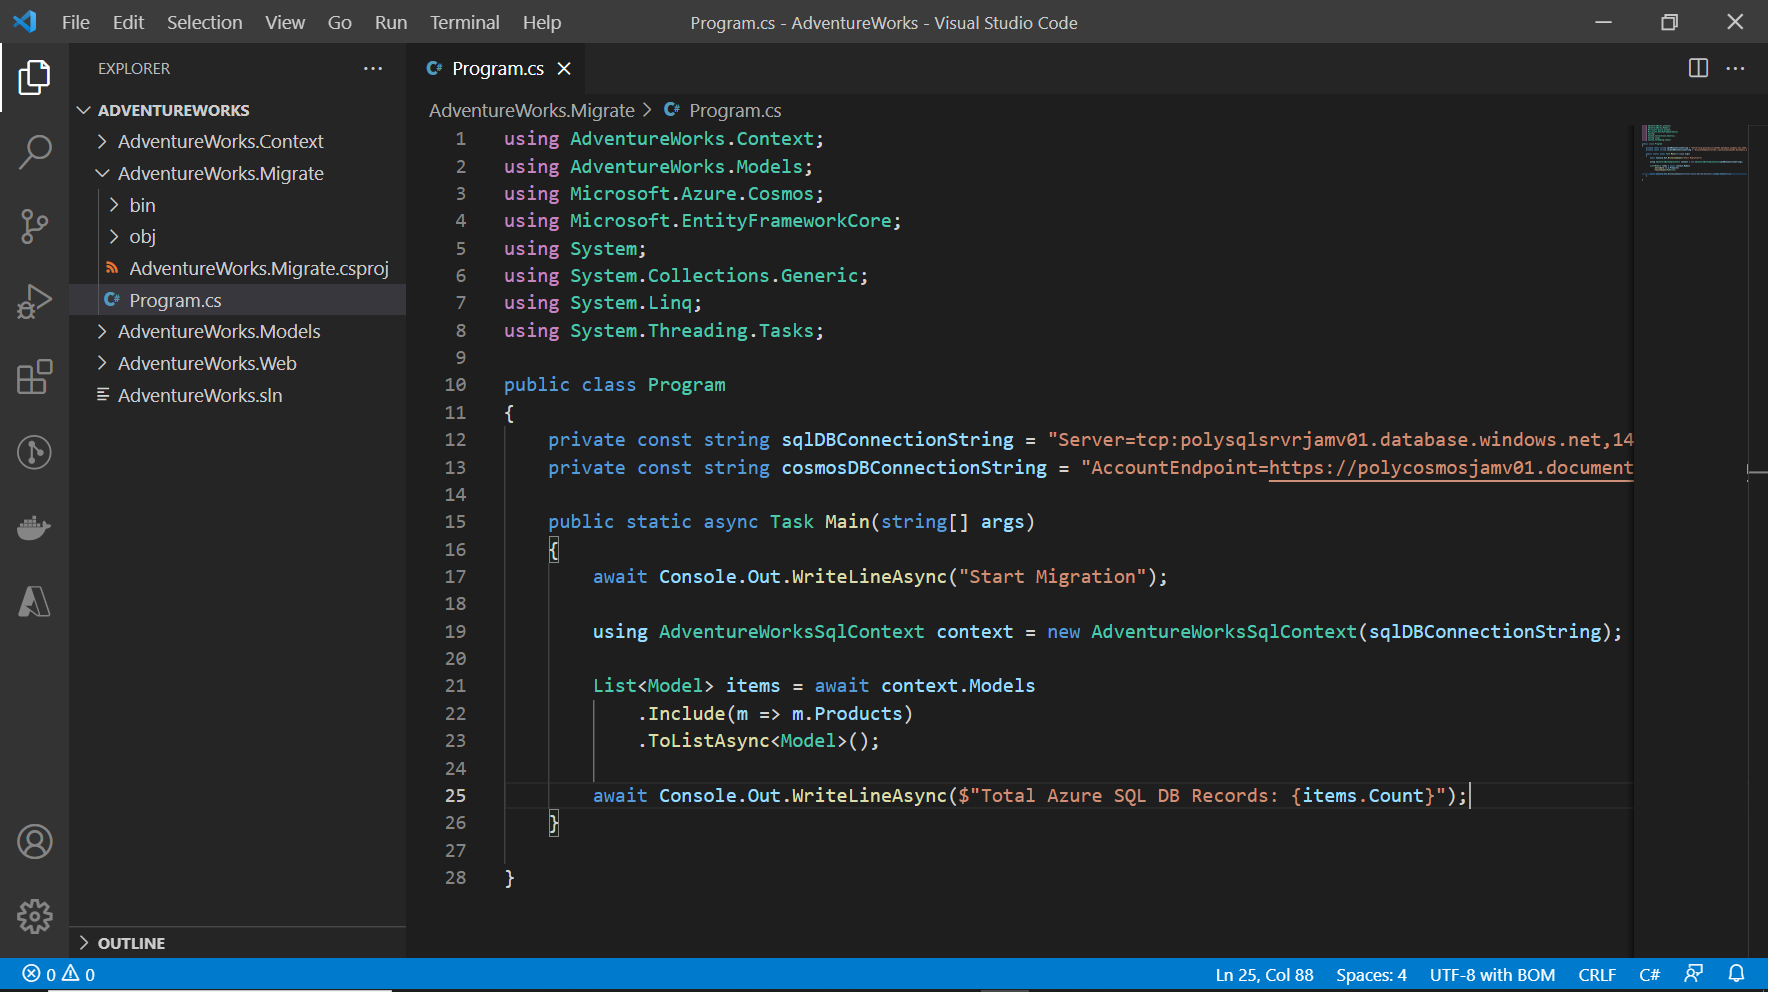 File Edit Selection View Go Run Terminal Help
Program.cs - AdventureWorks - Visual Studio Code
EXPLORER
ADVENTUREWORKS
AdventureWorks.Context
AdventureWorks.Migrate
bin
obj
AdventureWorks.Migrate.csproj
C# Program.cs
AdventureWorks.Models
AdventureWorks.Web
AdventureWorks.sln
OUTLINE
C# Program.cs
AdventureWorks.Migrate > C# Program.cs
1 using AdventureWorks.Context;
2 using AdventureWorks.Models;
3 using Microsoft.Azure.Cosmos;
4 using Microsoft.EntityFrameworkCore;
5 using System;
6 using System.Collections.Generic;
7 using System.Linq;
8 using System.Threading.Tasks;
9
10 public class Program
11 {
12     private const string sqlDBConnectionString = "Server=tcp:polysqlsrvrjamv01.database.windows.net,14
13     private const string cosmosDBConnectionString = "AccountEndpoint=https://polycosmosjamv01.document
14
15     public static async Task Main(string[] args)
16     {
17         await Console.Out.WriteLineAsync("Start Migration");
18
19         using AdventureWorksSqlContext context = new AdventureWorksSqlContext(sqlDBConnectionString);
20
21         List<Model> items = await context.Models
22             .Include(m => m.Products)
23             .ToListAsync<Model>();
24
25         await Console.Out.WriteLineAsync($"Total Azure SQL DB Records: {items.Count}");
26     }
27
28 }
0 0
Ln 25, Col 88 Spaces: 4 UTF-8 with BOM CRLF C#